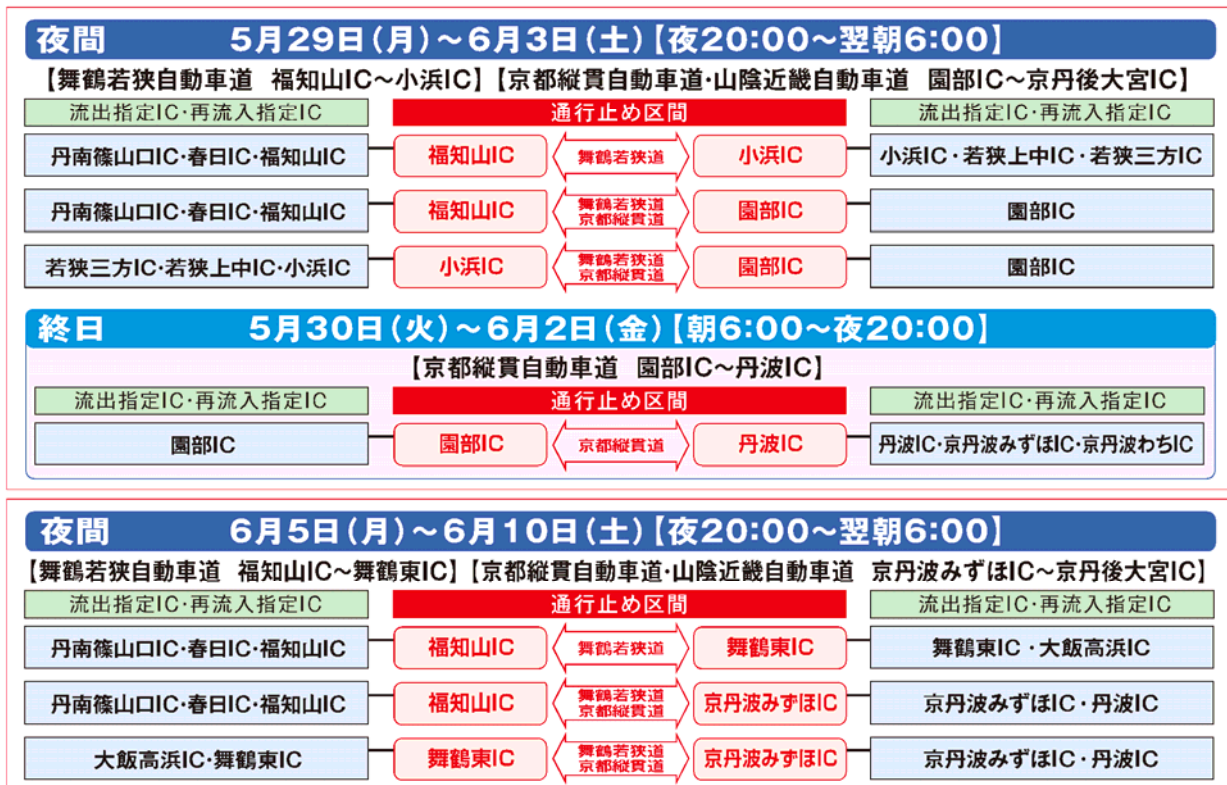 夜間 5月29日(月)~6月3日(土)【夜20:00~翌朝6:00】
【舞鶴若狭自動車道 福知山IC~小浜IC】【京都縦貫自動車道・山陰近畿自動車道 園部IC~京丹後大宮IC】
流出指定IC・再流入指定IC 通行止め区間 流出指定IC・再流入指定IC
丹南篠山口IC・春日IC・福知山IC 福知山IC 舞鶴若狭道 小浜IC 小浜IC・若狭上中IC・若狭三方IC
丹南篠山口IC・春日IC・福知山IC 福知山IC 舞鶴若狭道 京都縦貫道 園部IC 園部IC
若狭三方IC・若狭上中IC・小浜IC 小浜IC 舞鶴若狭道 京都縦貫道 園部IC 園部IC
終日 5月30日(火)~6月2日(金)【朝6:00~夜20:00】
【京都縦貫自動車道 園部IC~丹波IC】
流出指定IC・再流入指定IC 通行止め区間 流出指定IC・再流入指定IC
園部IC 園部IC 京都縦貫道 丹波IC 丹波IC・京丹波みずほIC・京丹波わちIC
夜間 6月5日(月)~6月10日(土)【夜20:00~翌朝6:00】
【舞鶴若狭自動車道 福知山IC~舞鶴東IC】【京都縦貫自動車道・山陰近畿自動車道 京丹波みずほIC~京丹後大宮IC】
流出指定IC・再流入指定IC 通行止め区間 流出指定IC・再流入指定IC
丹南篠山口IC・春日IC・福知山IC 福知山IC 舞鶴若狭道 舞鶴東IC 舞鶴東IC・大飯高浜IC
丹南篠山口IC・春日IC・福知山IC 福知山IC 舞鶴若狭道 京都縦貫道 京丹波みずほIC 京丹波みずほIC・丹波IC
大飯高浜IC・舞鶴東IC 舞鶴東IC 舞鶴若狭道 京都縦貫道 京丹波みずほIC 京丹波みずほIC・丹波IC